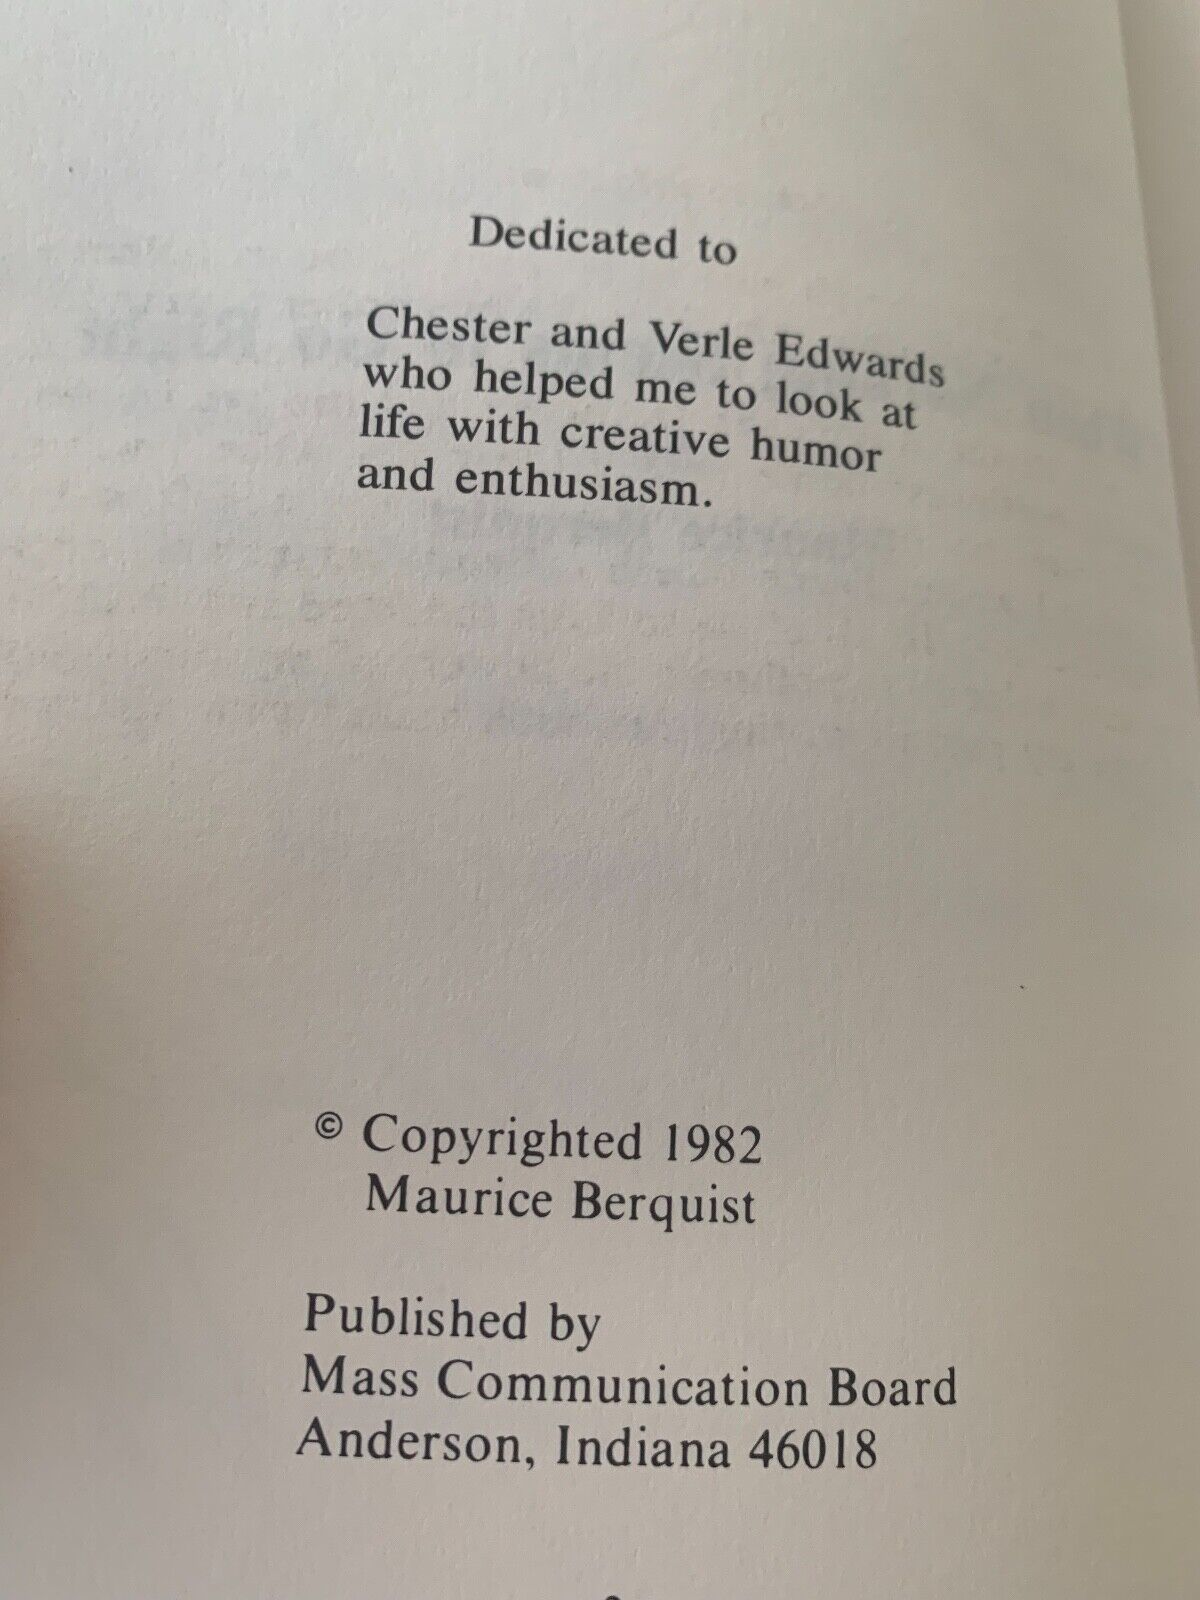 Dedicated to
Chester and Verle Edwards
who helped me to look at
life with creative humor
and enthusiasm.
© Copyrighted 1982
Maurice Berquist
Published by
Mass Communication Board
Anderson, Indiana 46018